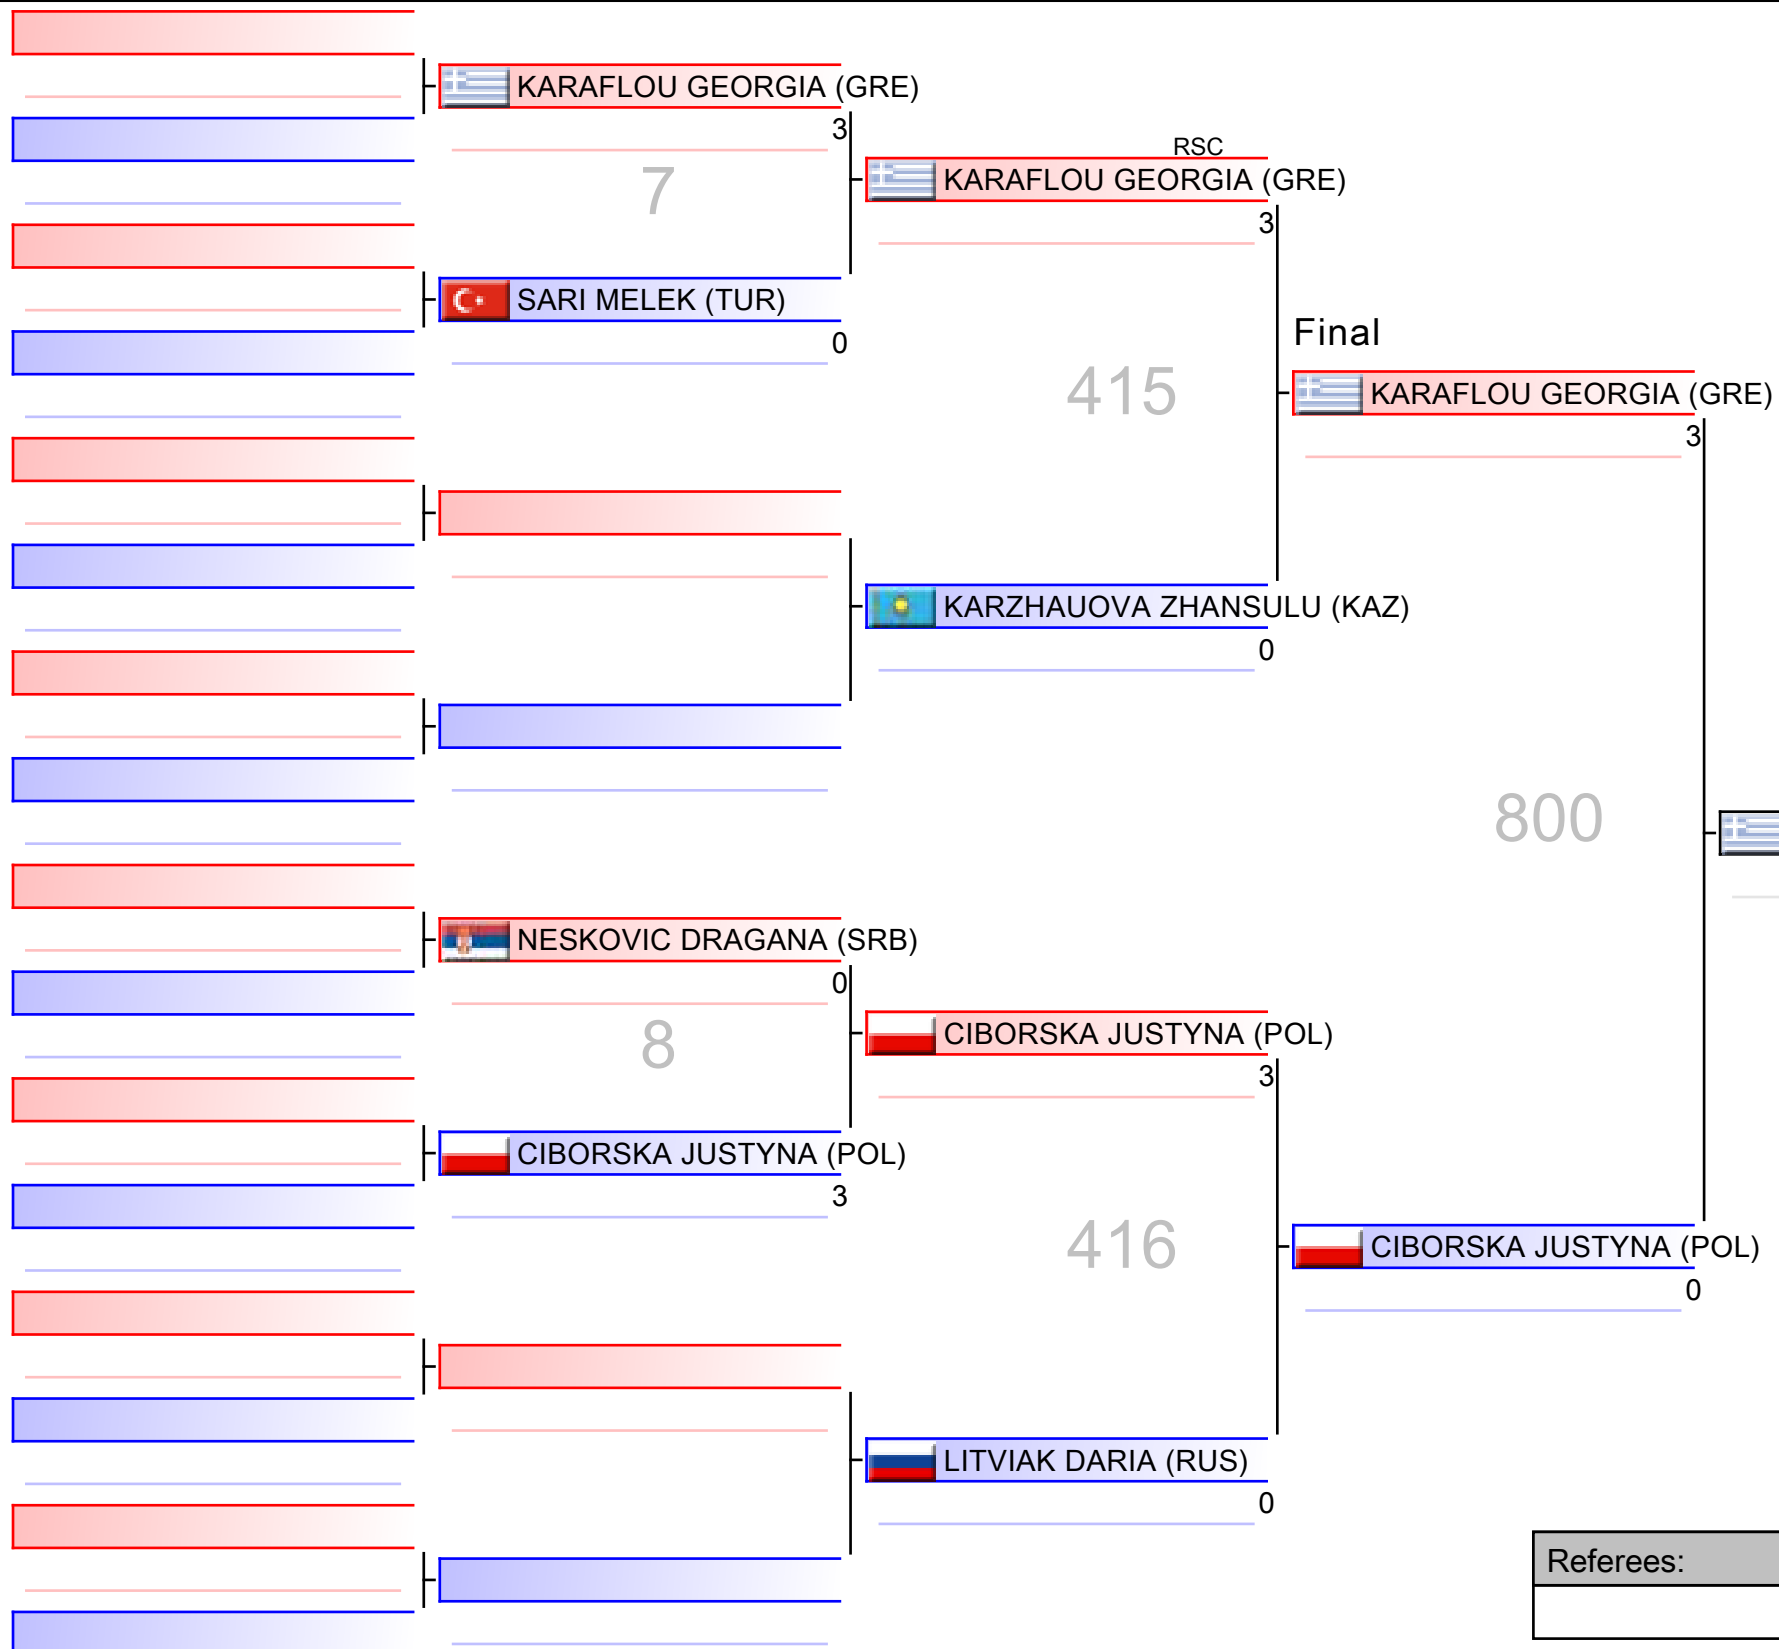 KARAFLOU GEORGIA (GRE)
3
7
SARI MELEK (TUR)
0
RSC
KARAFLOU GEORGIA (GRE)
3
415
KARZHAUOVA ZHANSULU (KAZ)
0
Final
KARAFLOU GEORGIA (GRE)
3
800
NESKOVIC DRAGANA (SRB)
0
8
CIBORSKA JUSTYNA (POL)
3
CIBORSKA JUSTYNA (POL)
3
416
LITVIAK DARIA (RUS)
0
CIBORSKA JUSTYNA (POL)
0
Referees: